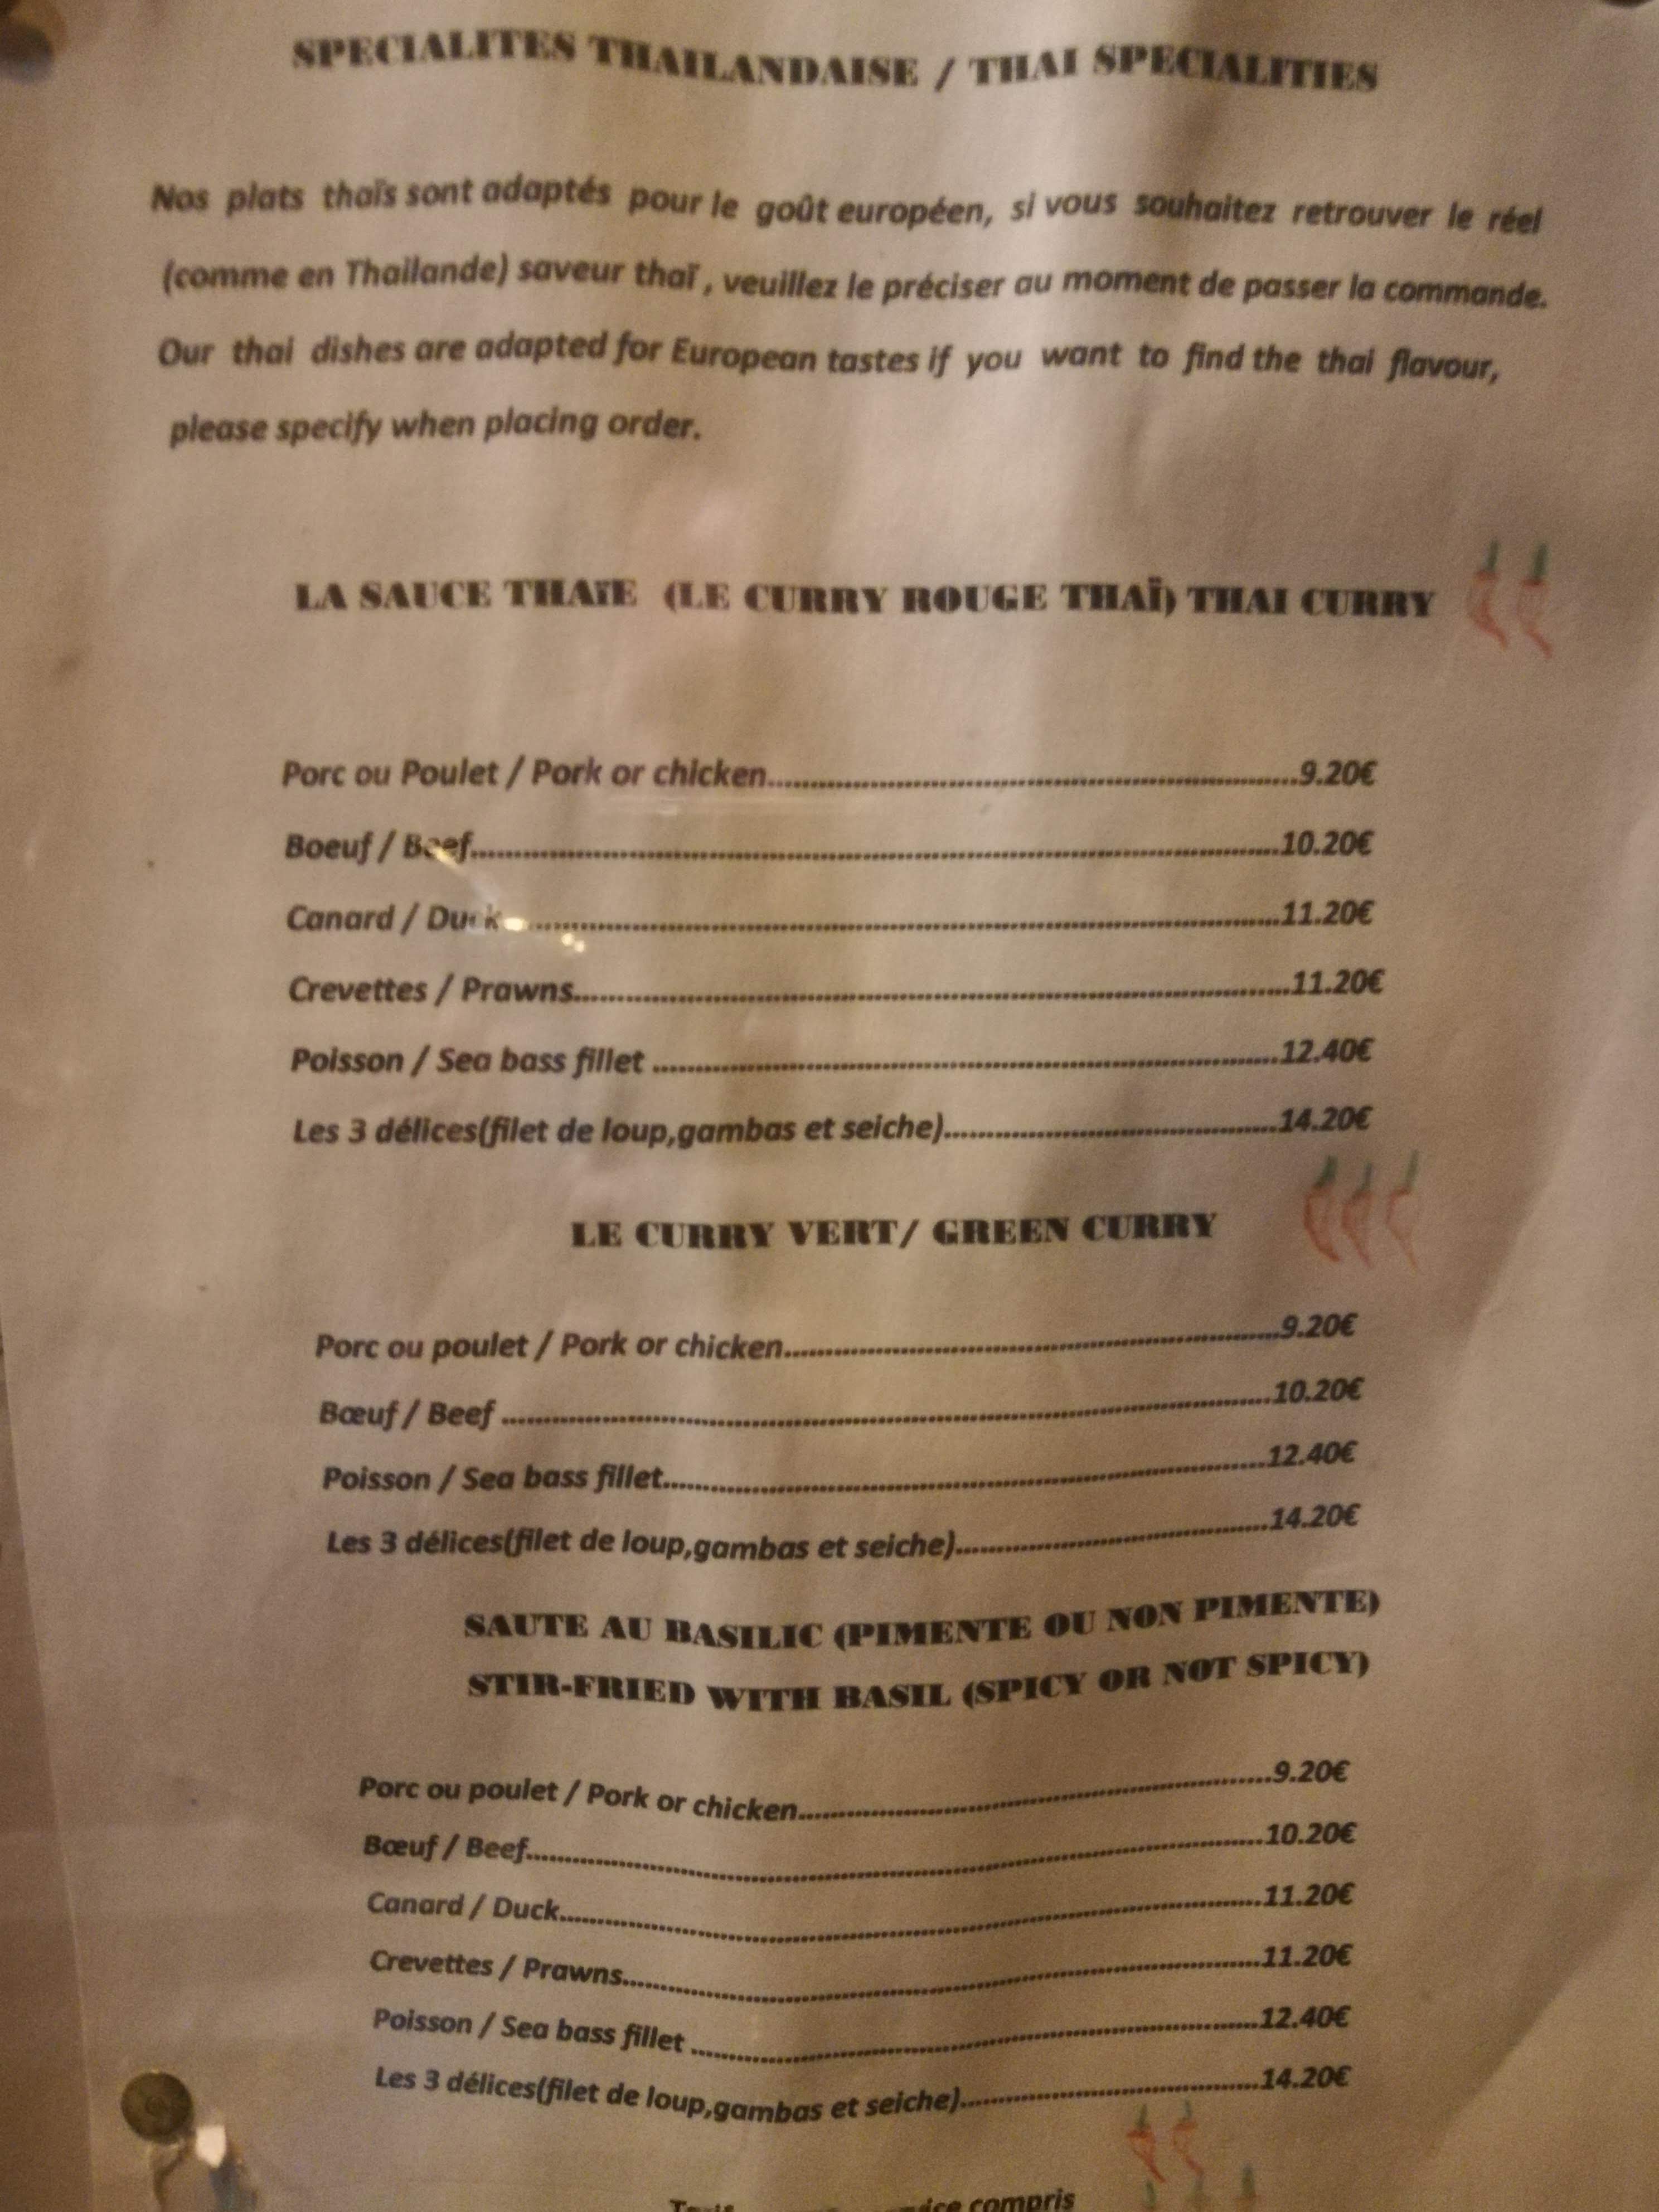 SPECIALITES THAILANDAISE / THAI SPECIALITIES
Nos plats thaïs sont adaptés pour le goût européen, si vous souhaitez retrouver le réel
(comme en Thailande) saveur thaï , veuillez le préciser au moment de passer la commande.
Our thai dishes are adapted for European tastes if you want to find the thai flavour,
please specify when placing order.
LA SAUCE THAïE (LE CURRY ROUGE THAÏ) THAI CURRY
Porc ou Poulet / Pork or chicken..........9.20€
Boeuf / Beef..........10.20€
Canard / Duck..........11.20€
Crevettes / Prawns..........11.20€
Poisson / Sea bass fillet ..........12.40€
Les 3 délices(filet de loup,gambas et seiche)..........14.20€
LE CURRY VERT/ GREEN CURRY
Porc ou poulet / Pork or chicken..........9.20€
Bœuf / Beef ..........10.20€
Poisson / Sea bass fillet..........12.40€
Les 3 délices(filet de loup,gambas et seiche)..........14.20€
SAUTE AU BASILIC (PIMENTE OU NON PIMENTE)
STIR-FRIED WITH BASIL (SPICY OR NOT SPICY)
Porc ou poulet / Pork or chicken..........9.20€
Bœuf / Beef..........10.20€
Canard / Duck..........11.20€
Crevettes / Prawns..........11.20€
Poisson / Sea bass fillet ..........12.40€
Les 3 délices(filet de loup,gambas et seiche)..........14.20€
compris